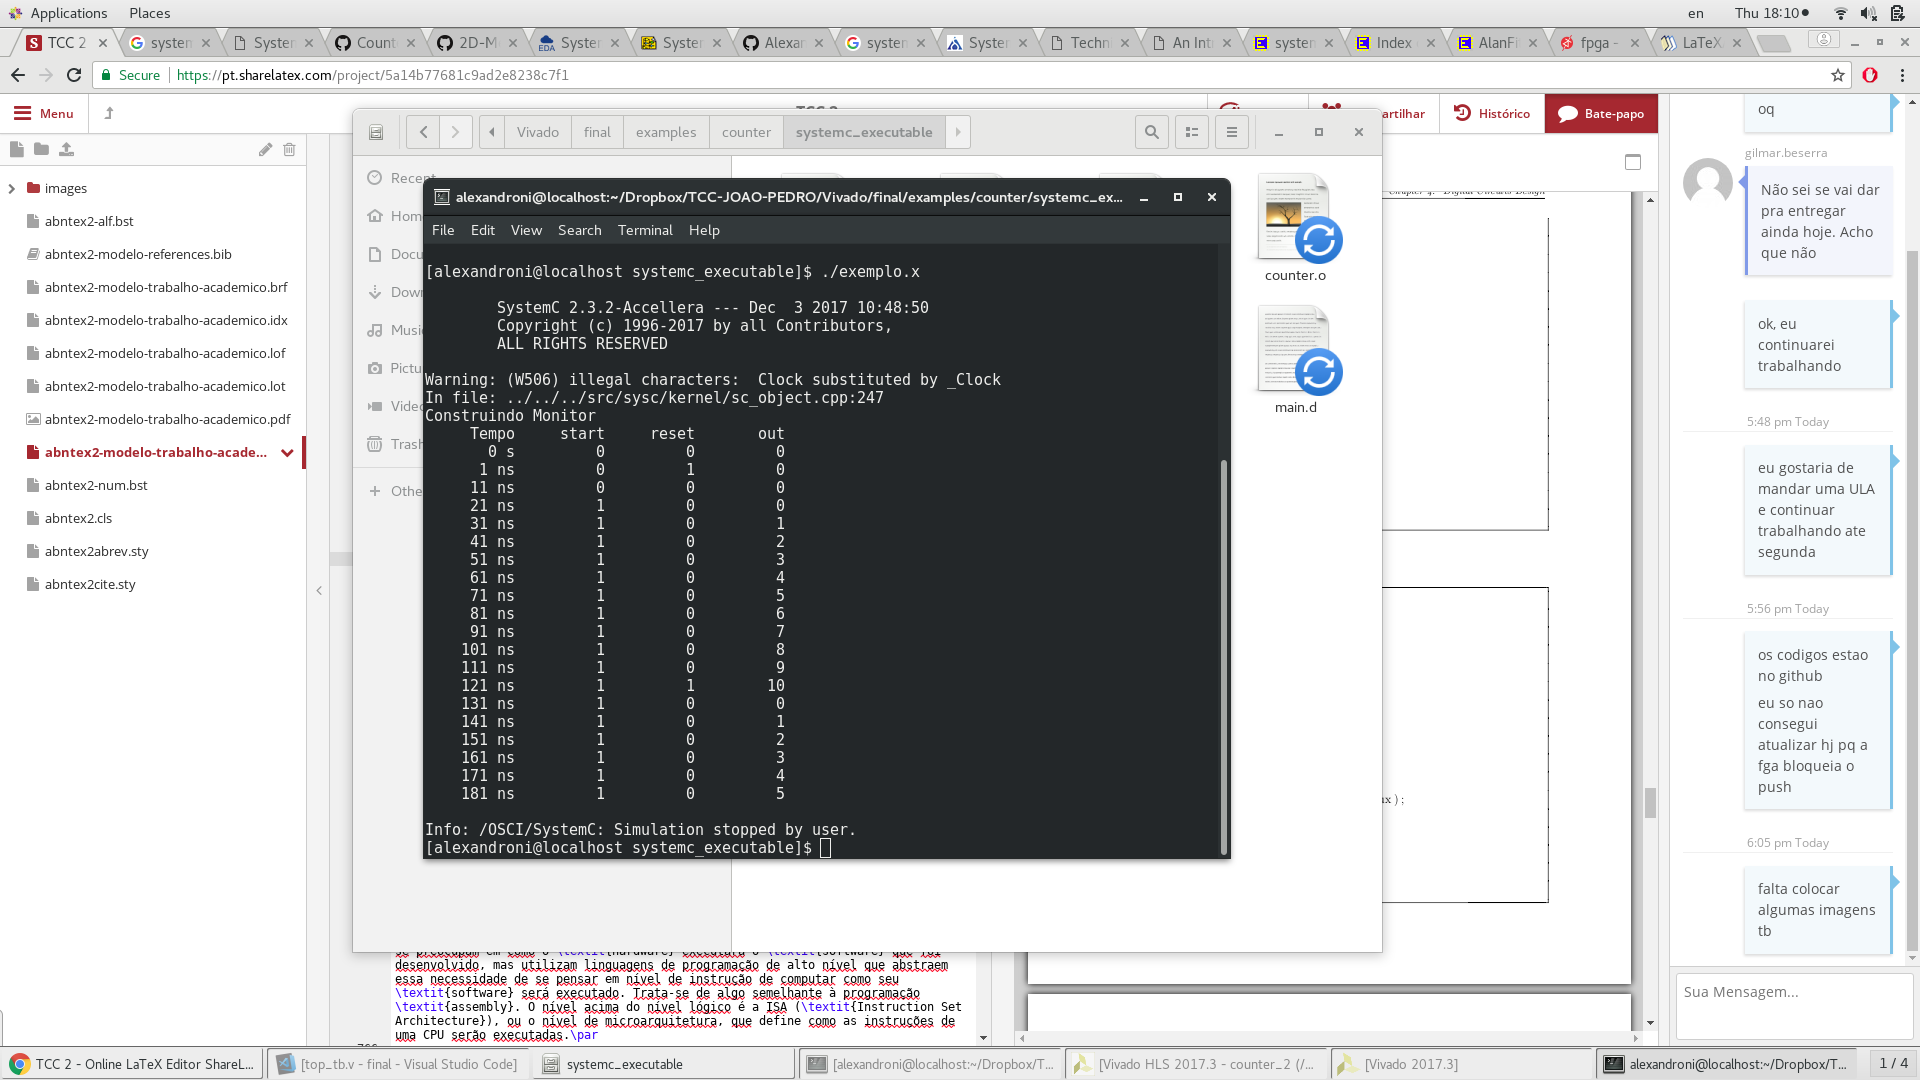 Applications Places en Thu 18:10
TCC 2 system System Count 2D-M System System Alexar system System Techn An Int system Index AlanFi fpga - LaTeX
Secure https://pt.sharelatex.com/project/5a14b77681c9ad2e8238c7f1
Menu Histórico Bate-papo
images
abntex2-alf.bst
abntex2-modelo-references.bib
abntex2-modelo-trabalho-academico.brf
abntex2-modelo-trabalho-academico.idx
abntex2-modelo-trabalho-academico.lof
abntex2-modelo-trabalho-academico.lot
abntex2-modelo-trabalho-academico.pdf
abntex2-modelo-trabalho-acade...
abntex2-num.bst
abntex2.cls
abntex2abrev.sty
abntex2cite.sty
Vivado final examples counter systemc_executable
Recen
Home
Docu
Down
Music
Pictu
Video
Trash
Othe
counter.o
main.d
alexandroni@localhost:~/Dropbox/TCC-JOAO-PEDRO/Vivado/final/examples/counter/systemc_ex...
File Edit View Search Terminal Help
[alexandroni@localhost systemc_executable]$ ./exemplo.x
SystemC 2.3.2-Accellera --- Dec  3 2017 10:48:50
Copyright (c) 1996-2017 by all Contributors,
ALL RIGHTS RESERVED
Warning: (W506) illegal characters:  Clock substituted by _Clock
In file: ../../../src/sysc/kernel/sc_object.cpp:247
Construindo Monitor
Tempo start reset out
0 s 0 0 0
1 ns 0 1 0
11 ns 0 0 0
21 ns 1 0 0
31 ns 1 0 1
41 ns 1 0 2
51 ns 1 0 3
61 ns 1 0 4
71 ns 1 0 5
81 ns 1 0 6
91 ns 1 0 7
101 ns 1 0 8
111 ns 1 0 9
121 ns 1 1 10
131 ns 1 0 0
141 ns 1 0 1
151 ns 1 0 2
161 ns 1 0 3
171 ns 1 0 4
181 ns 1 0 5
Info: /OSCI/SystemC: Simulation stopped by user.
[alexandroni@localhost systemc_executable]$
ux);
desenvolvido, mas utilizam linguagens de programação de alto nível que abstraem
essa necessidade de se pensar em nível de instrução de computar como seu
\textit{software} será executado. Trata-se de algo semelhante à programação
\textit{assembly}. O nível acima do nível lógico é a ISA (\textit{Instruction Set
Architecture}), ou o nível de microarquitetura, que define como as instruções de
uma CPU serão executadas.\par
oq
gilmar.beserra
Não sei se vai dar
pra entregar
ainda hoje. Acho
que não
ok, eu
continuarei
trabalhando
5:48 pm Today
eu gostaria de
mandar uma ULA
e continuar
trabalhando ate
segunda
5:56 pm Today
os codigos estao
no github
eu so nao
consegui
atualizar hj pq a
fga bloqueia o
push
6:05 pm Today
falta colocar
algumas imagens
tb
Sua Mensagem...
TCC 2 - Online LaTeX Editor ShareL... [top_tb.v - final - Visual Studio Code] systemc_executable [alexandroni@localhost:~/Dropbox/T... [Vivado HLS 2017.3 - counter_2 (/... [Vivado 2017.3] alexandroni@localhost:~/Dropbox/T... 1 / 4